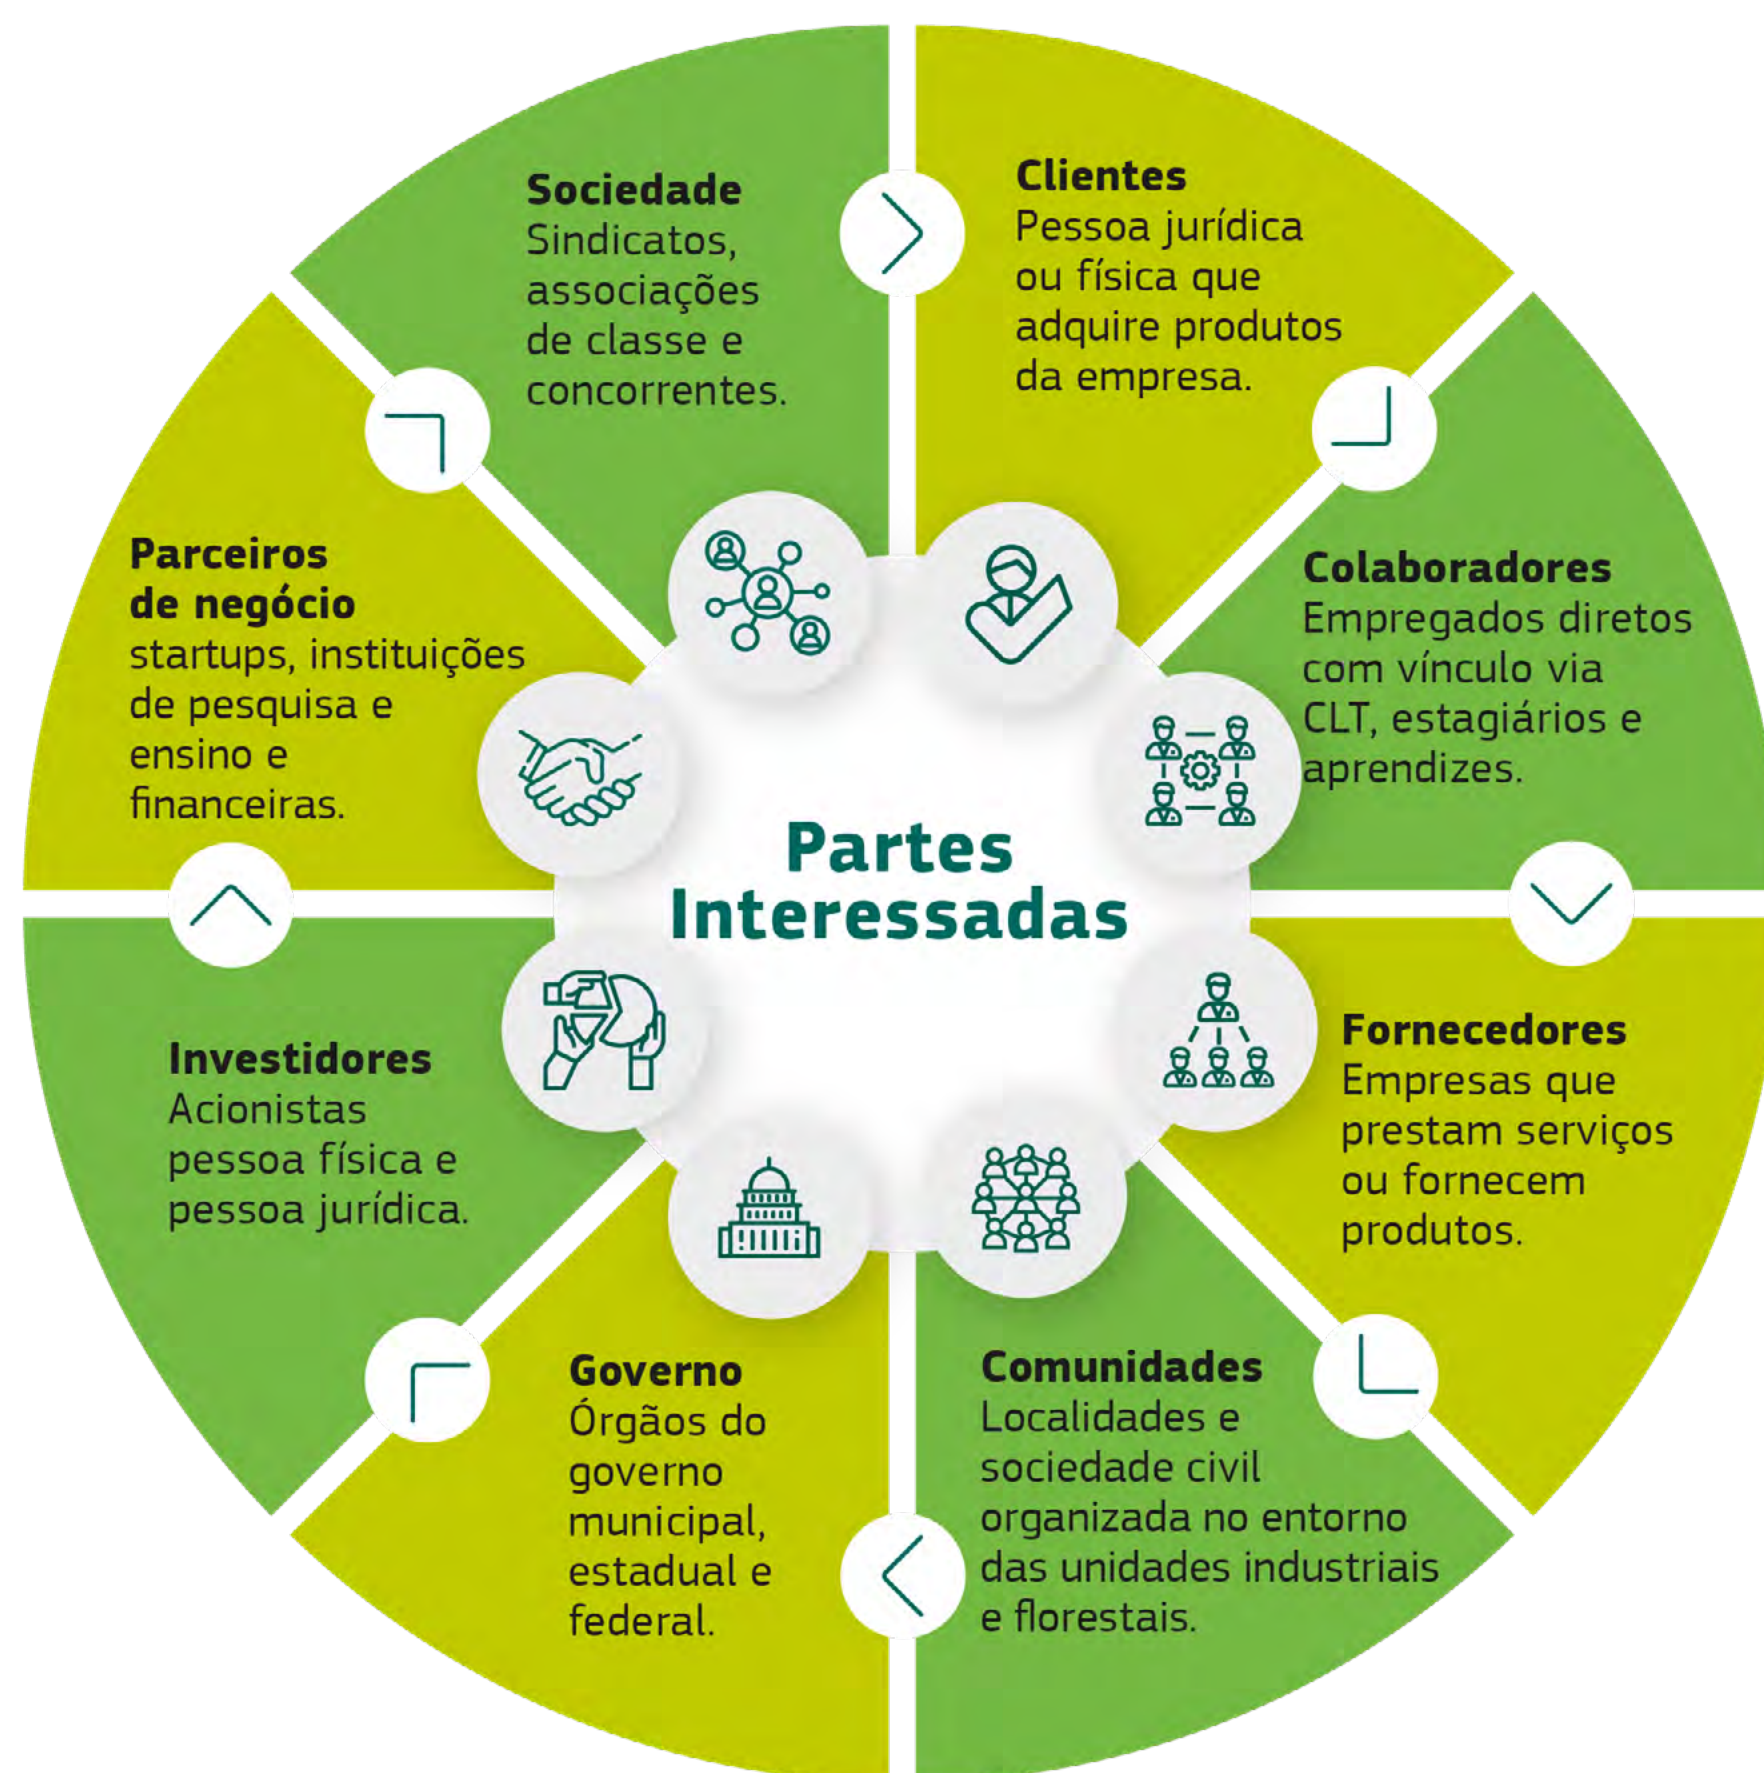 Partes
Interessadas
Clientes
Pessoa jurídica
ou física que
adquire produtos
da empresa.
Colaboradores
Empregados diretos
com vínculo via
CLT, estagiários e
aprendizes.
Fornecedores
Empresas que
prestam serviços
ou fornecem
produtos.
Comunidades
Localidades e
sociedade civil
organizada no entorno
das unidades industriais
e florestais.
Governo
Órgãos do
governo
municipal,
estadual e
federal.
Investidores
Acionistas
pessoa física e
pessoa jurídica.
Parceiros
de negócio
startups, instituições
de pesquisa e
ensino e
financeiras.
Sociedade
Sindicatos,
associações
de classe e
concorrentes.